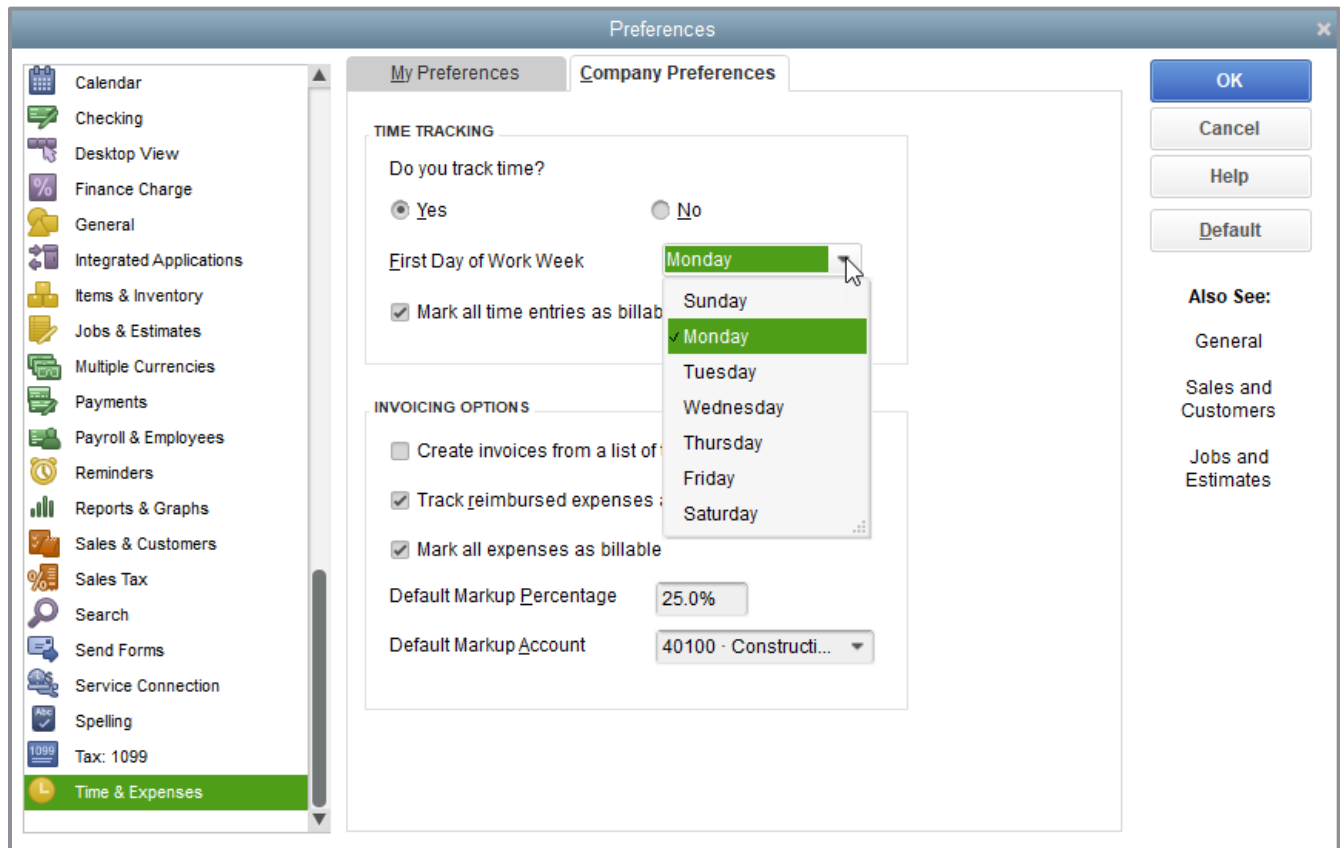 Preferences
Calendar
Checking
Desktop View
Finance Charge
General
Integrated Applications
Items & Inventory
Jobs & Estimates
Multiple Currencies
Payments
Payroll & Employees
Reminders
Reports & Graphs
Sales & Customers
Sales Tax
Search
Send Forms
Service Connection
Spelling
Tax: 1099
Time & Expenses
My Preferences
Company Preferences
TIME TRACKING
Do you track time?
Yes No
First Day of Work Week Monday
Mark all time entries as billab
Sunday
Monday
Tuesday
Wednesday
Thursday
Friday
Saturday
INVOICING OPTIONS
Create invoices from a list of
Track reimbursed expenses
Mark all expenses as billable
Default Markup Percentage 25.0%
Default Markup Account 40100 · Constructi...
OK
Cancel
Help
Default
Also See:
General
Sales and
Customers
Jobs and
Estimates
%
%
Abc
1099